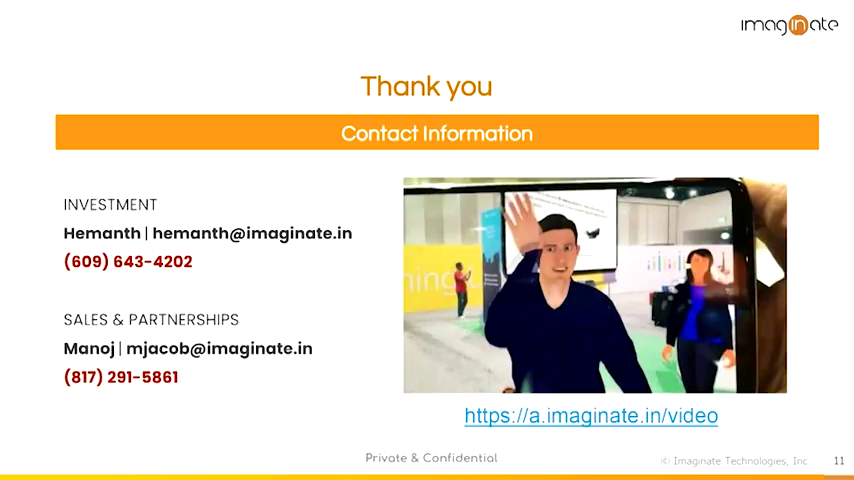 imaginate
Thank you
Contact Information
INVESTMENT
Hemanth | hemanth@imaginate.in
(609) 643-4202
SALES & PARTNERSHIPS
Manoj | mjacob@imaginate.in
(817) 291-5861
https://a.imaginate.in/video
Private & Confidential
(C) Imaginate Technologies, Inc
11